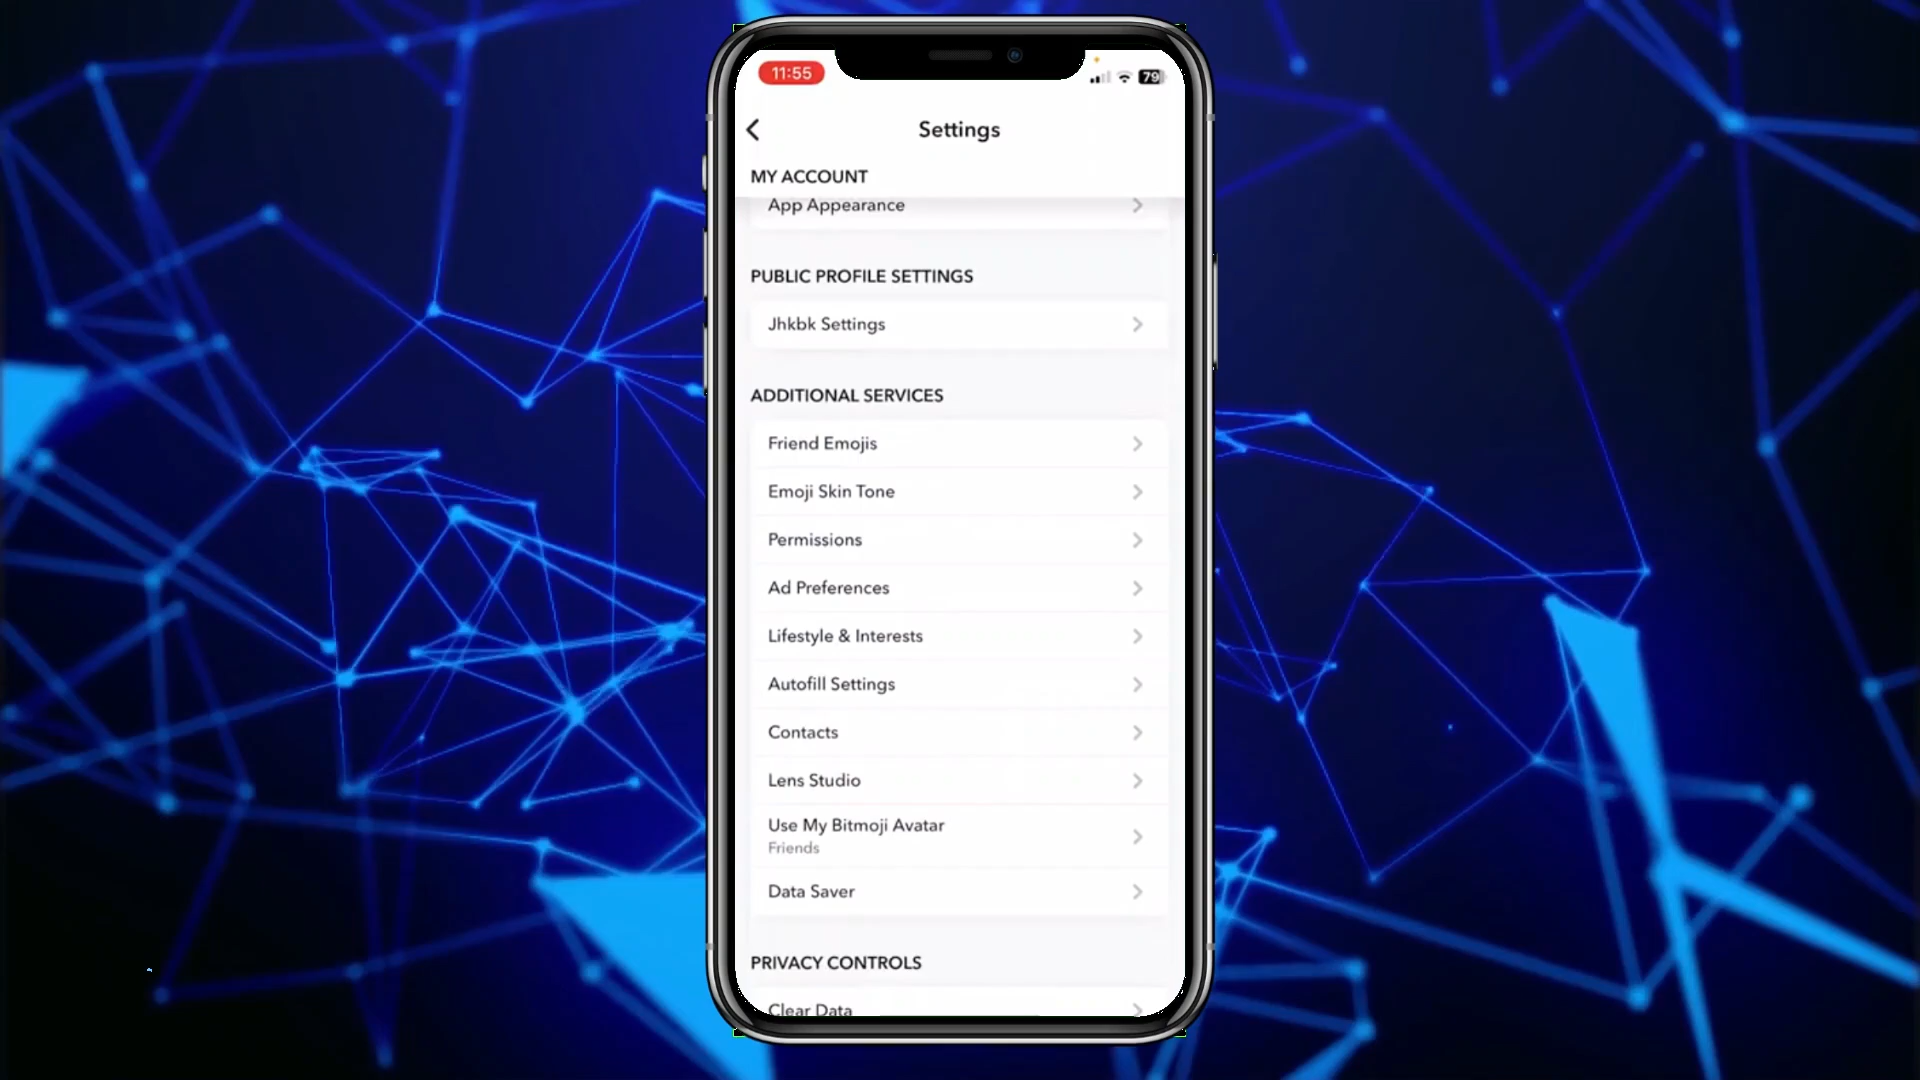 11:55
79
Settings
MY ACCOUNT
App Appearance
PUBLIC PROFILE SETTINGS
Jhkbk Settings
ADDITIONAL SERVICES
Friend Emojis
Emoji Skin Tone
Permissions
Ad Preferences
Lifestyle & Interests
Autofill Settings
Contacts
Lens Studio
Use My Bitmoji Avatar
Friends
Data Saver
PRIVACY CONTROLS
Clear Data